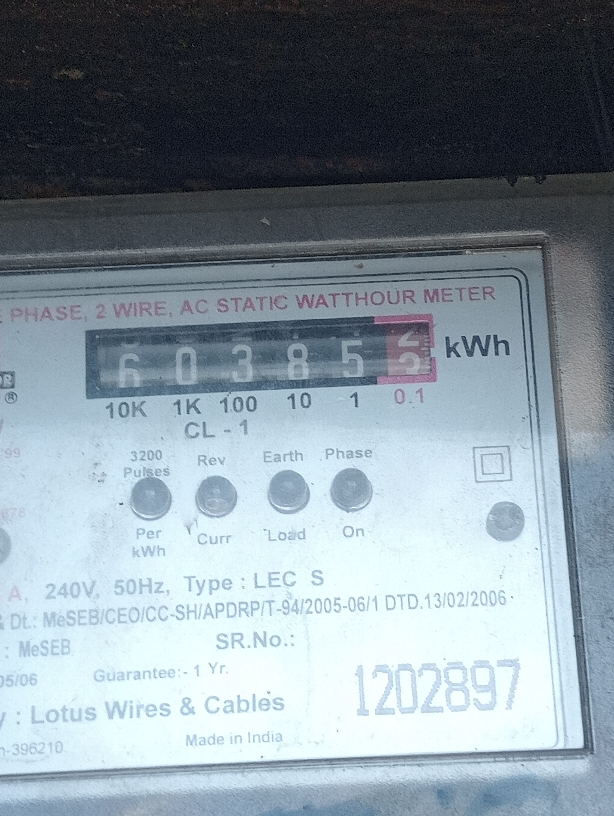 PHASE, 2 WIRE, AC STATIC WATTHOUR METER
6 0 3 8 5 2 kWh
10K 1K 100 10 1 0.1
CL - 1
3200 Pulses Per kWh
Rev Curr
Earth Load
Phase On
®
A, 240V, 50Hz, Type : LEC S
Dt.: MeSEB/CEO/CC-SH/APDRP/T-94/2005-06/1 DTD.13/02/2006
: MeSEB SR.No.:
05/06 Guarantee:- 1 Yr.
1202897
y : Lotus Wires & Cables
-396210 Made in India